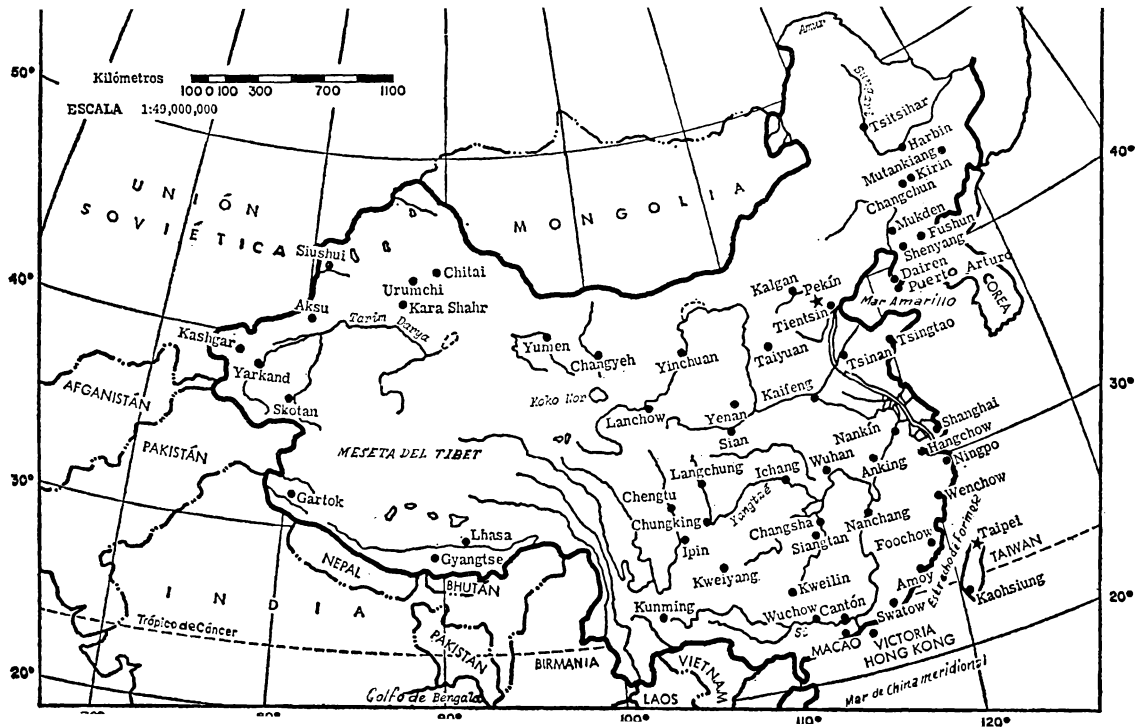 Amur
50°
Kilómetros
100 0 100 300 700 1100
ESCALA 1:49,000,000
Tsitsihar
40°
Harbin
Mutankiang
Kirin
Changchun
UNIÓN
SOVIÉTICA
MONGOLIA
Mukden
Fushun
Shenyang
Siushui
Dairen
Puerto Arturo
Chitai
Urumchi
Kara Shahr
Kalgan
Pekín
Mar Amarillo
COREA
40°
Aksu
Tarim Darya
Tientsin
Kashgar
Yumen
Changyeh
Yinchuan
Taiyuan
Tsinan
Tsingtao
Yarkand
AFGANISTÁN
Skotan
Koko Nor
Lanchow
Yenan
Kaifeng
30°
Sian
Nankín
Shanghai
Hangchow
PAKISTÁN
MESETA DEL TIBET
Langchung
Ichang
Wuhan
Anking
Ningpo
30°
Gartok
Chengtu
Yangtzé
Wenchow
Chungking
Changsha
Nanchang
Estrecho de Formosa
Lhasa
Ipin
Siangtan
Foochow
Taipei
Gyangtse
TAIWAN
NEPAL
Kweiyang
Amoy
BHUTÁN
Kweilin
Kaohsiung
20°
INDIA
Kunming
Wuchow
Cantón
Swatow
Trópico de Cáncer
Si
PAKISTÁN
MACAO
VICTORIA
HONG KONG
BIRMANIA
VIETNAM
20°
Golfo de Bengala
LAOS
Mar de China meridional
100°
110°
120°